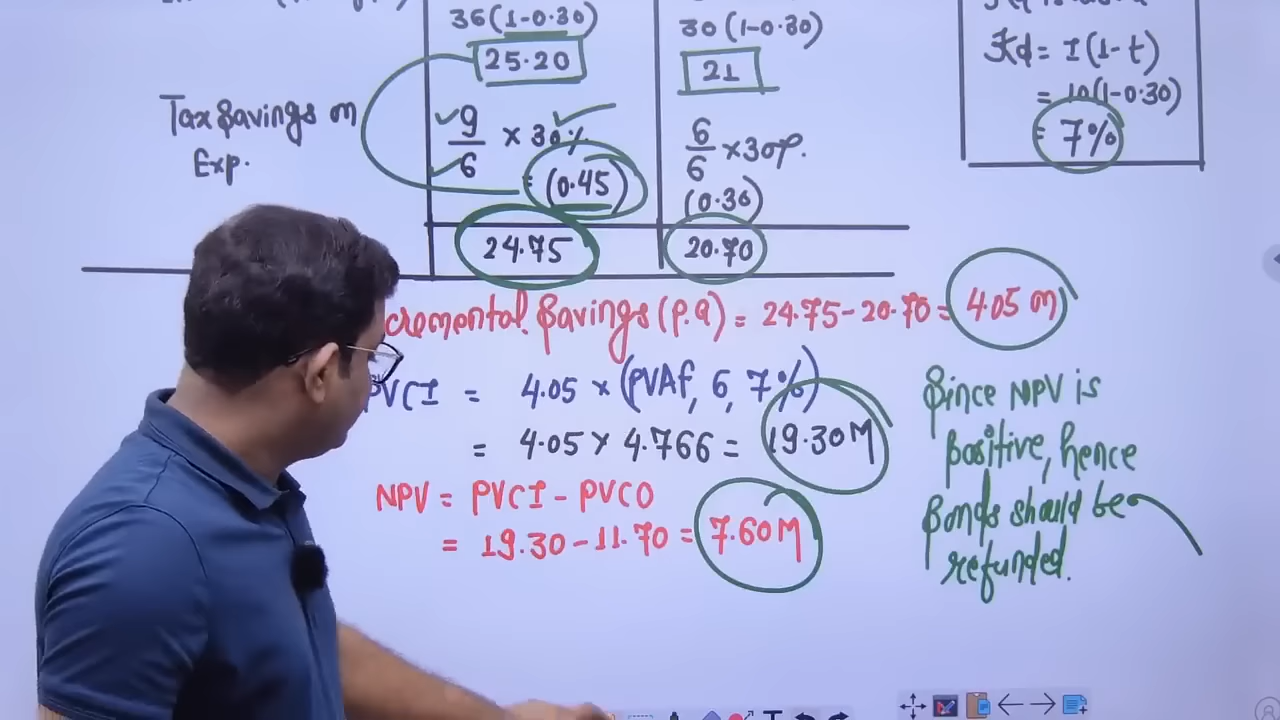 36(1-0.30)
25.20
30(1-0.30)
21
Kd = I(1-t)
= 10(1-0.30)
= 7%
Tax Savings on
Exp.
9/6 × 30%
= (0.45)
6/6 × 30%
(0.30)
24.75
20.70
cremental Savings (p.a) = 24.75-20.70 = 4.05 m
PVCI = 4.05 × (PVAf, 6, 7%)
= 4.05 × 4.766 = 19.30M
NPV = PVCI - PVCO
= 19.30-11.70 = 7.60M
Since NPV is
positive, hence
Bonds should be
refunded.